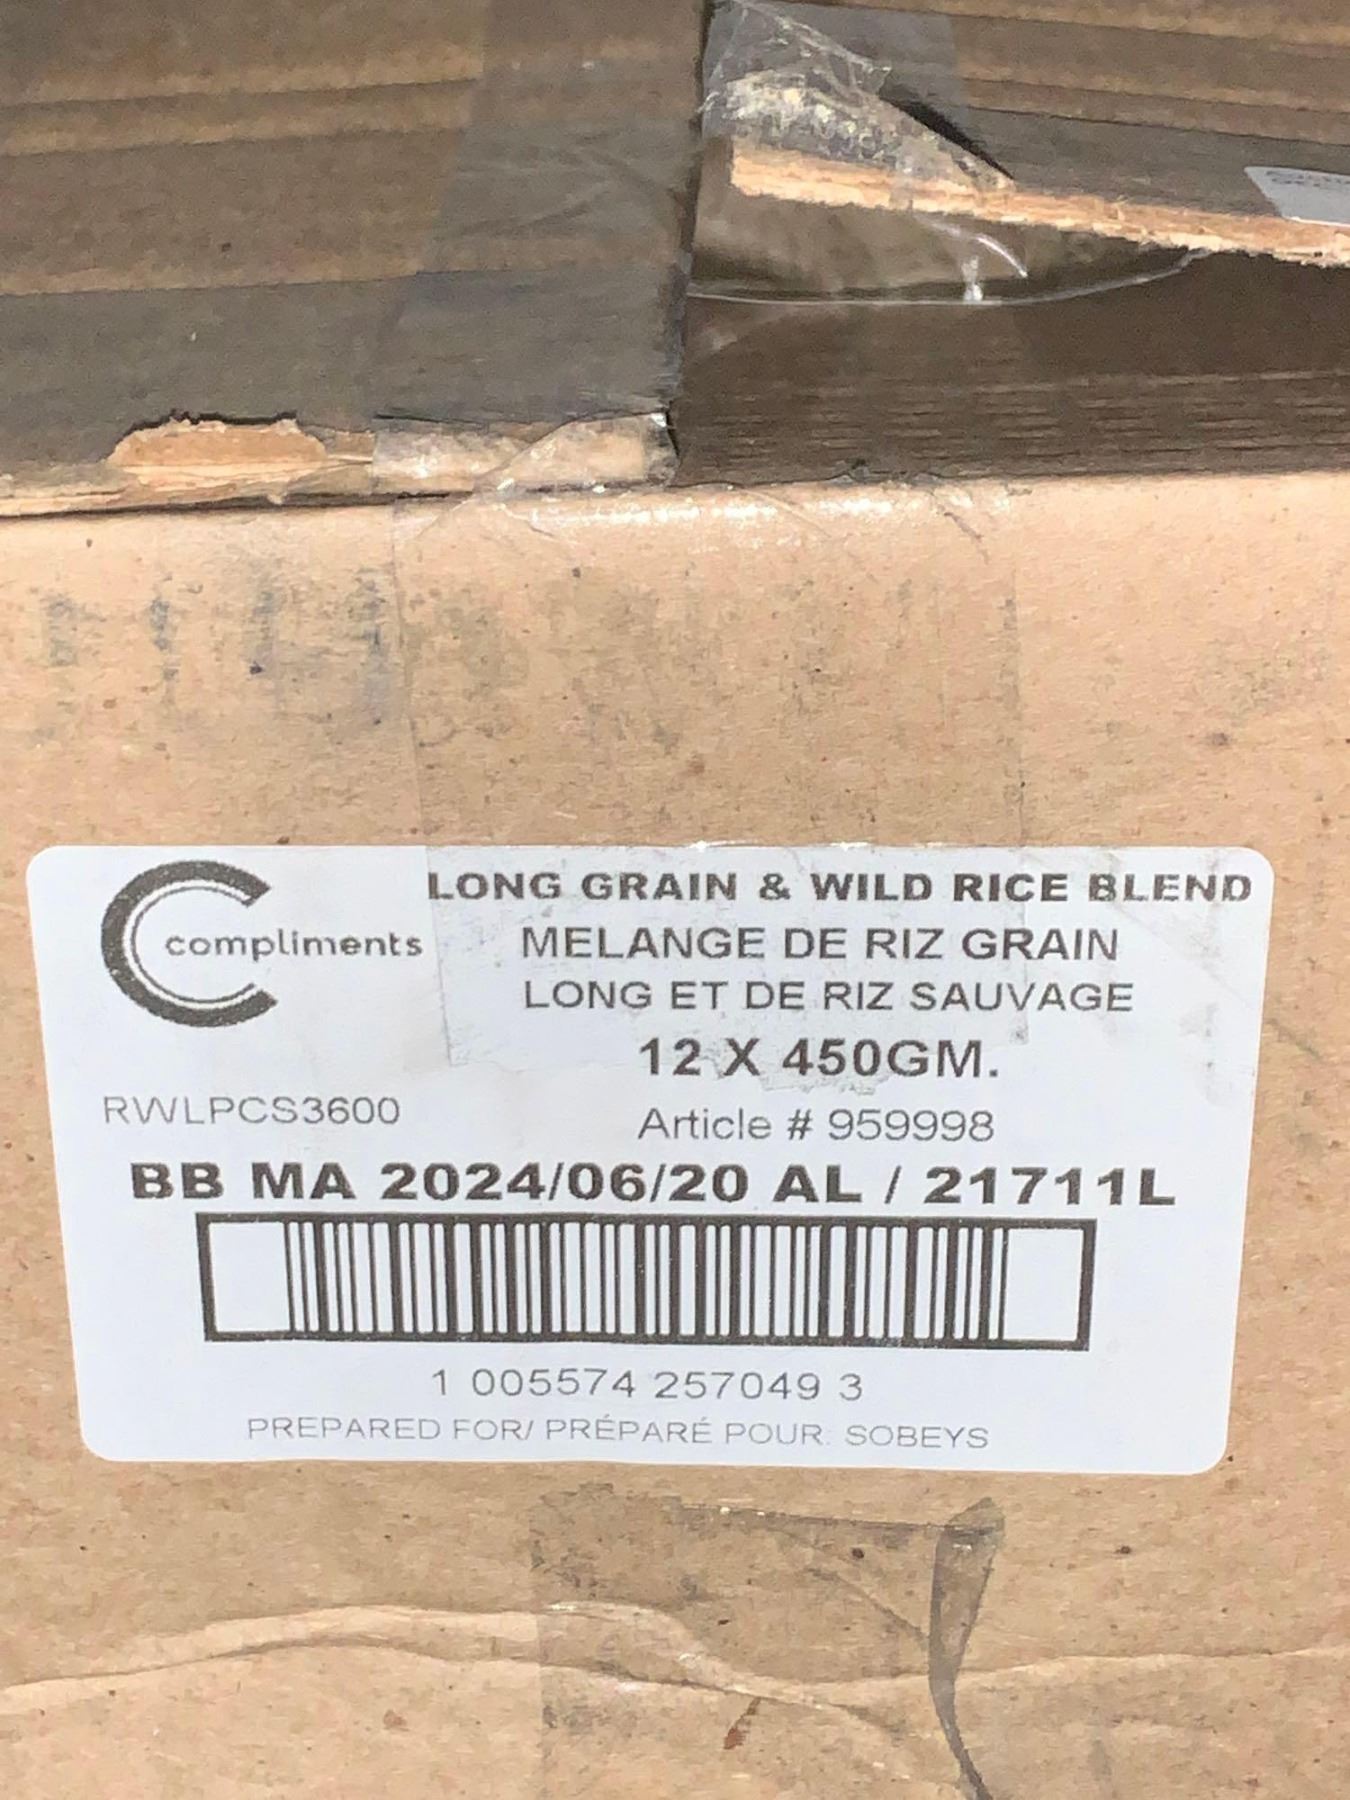 LONG GRAIN & WILD RICE BLEND
compliments
MELANGE DE RIZ GRAIN
LONG ET DE RIZ SAUVAGE
12 X 450GM.
RWLPCS3600
Article # 959998
BB MA 2024/06/20 AL / 21711L
1 005574 257049 3
PREPARED FOR/ PRÉPARÉ POUR: SOBEYS